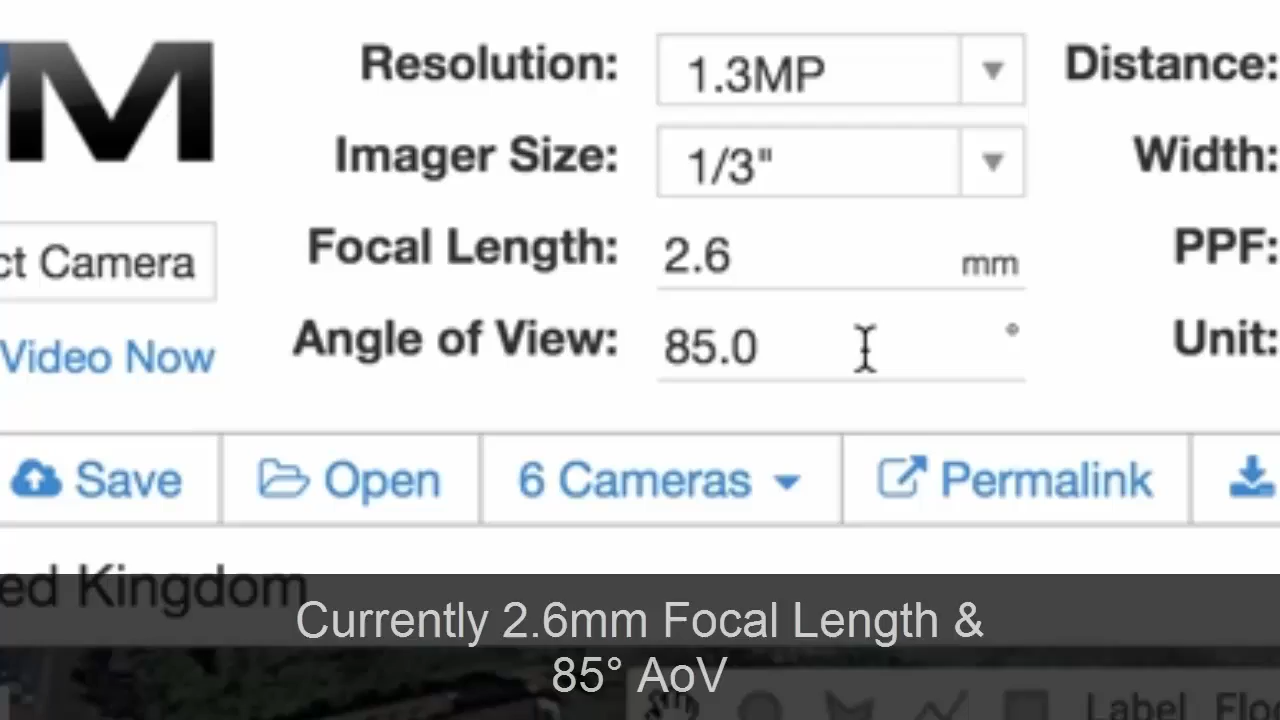 M
Resolution: 1.3MP Distance:
Imager Size: 1/3" Width:
Focal Length: 2.6 mm PPF:
ct Camera
Angle of View: 85.0 ° Unit:
Video Now
Save Open 6 Cameras Permalink
ed Kingdom
Currently 2.6mm Focal Length &
85° AoV
Label Floo